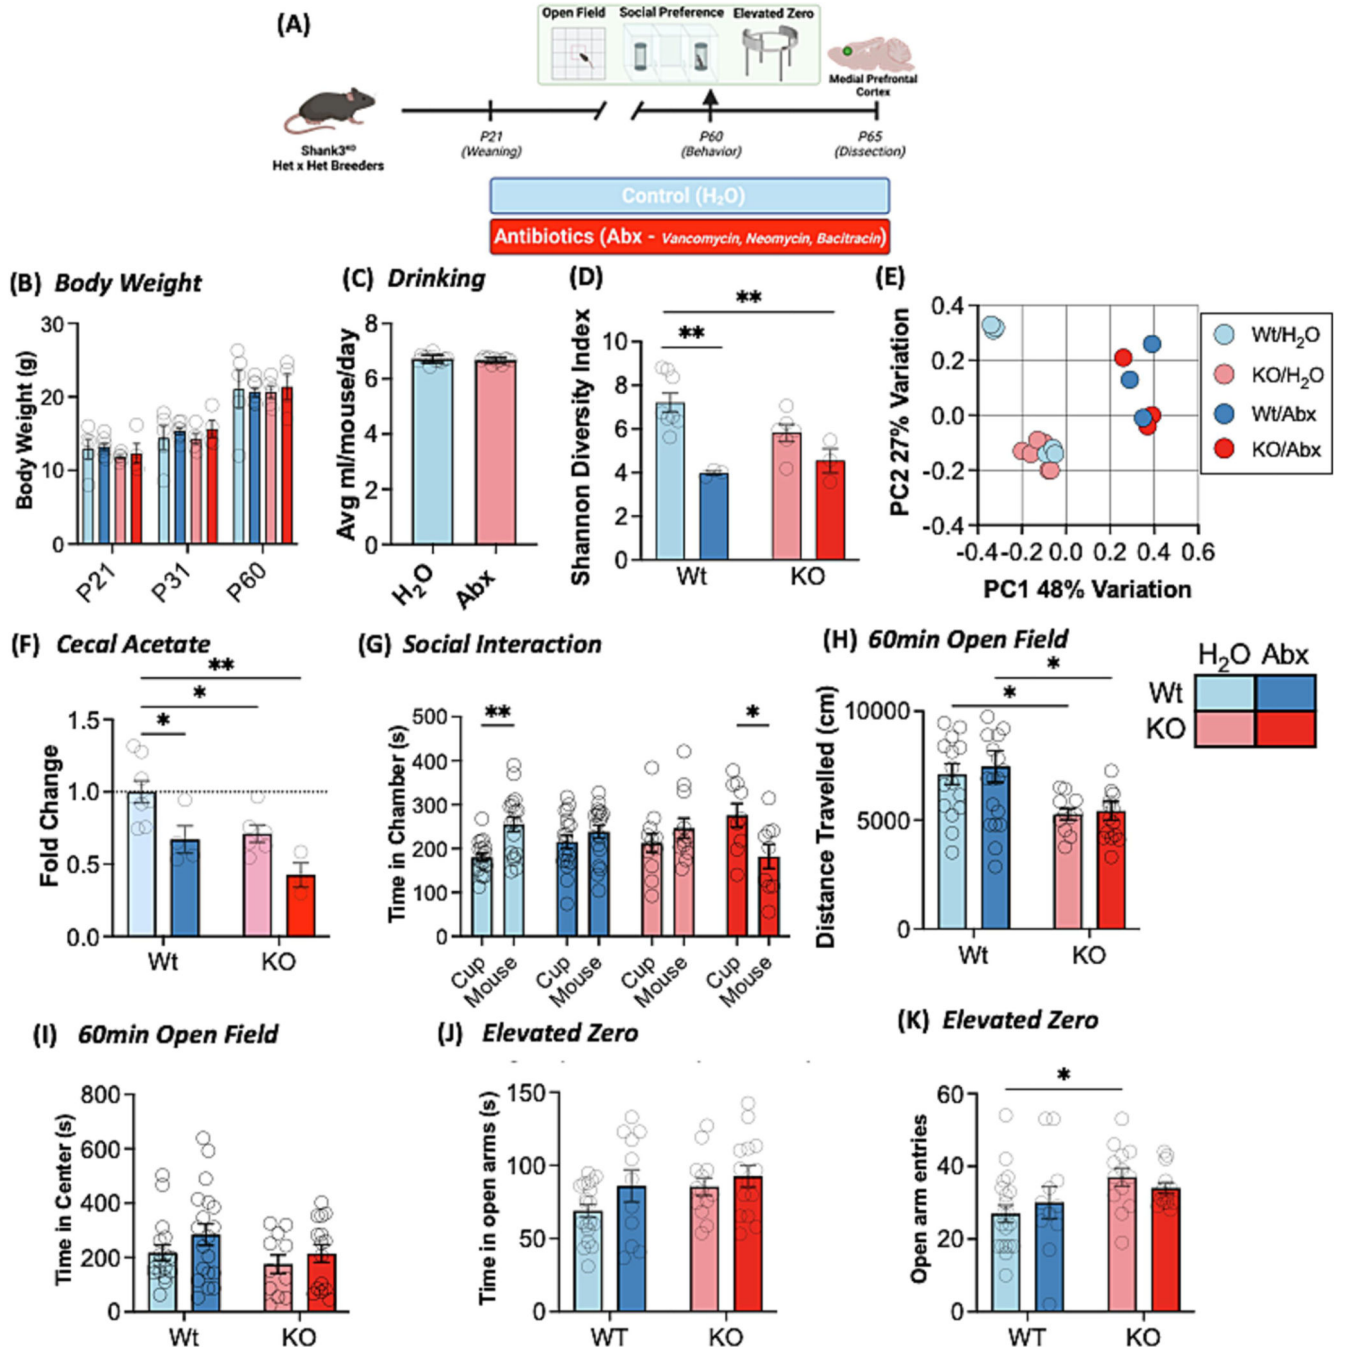 (A)
Open Field Social Preference Elevated Zero
Medial Prefrontal
Cortex
Shank3ᴷᴼ
Het x Het Breeders
P21
(Weaning)
P60
(Behavior)
P65
(Dissection)
Control (H₂O)
Antibiotics (Abx - Vancomycin, Neomycin, Bacitracin)
(B) Body Weight
Body Weight (g)
30
20
10
0
P21 P31 P60
(C) Drinking
Avg ml/mouse/day
8
6
4
2
0
H₂O Abx
(D)
Shannon Diversity Index
10
8
6
4
2
0
**
**
Wt KO
(E)
PC2 27% Variation
0.4
0.2
0.0
-0.2
-0.4
-0.4 -0.2 0.0 0.2 0.4 0.6
PC1 48% Variation
Wt/H₂O
KO/H₂O
Wt/Abx
KO/Abx
(F) Cecal Acetate
Fold Change
1.5
1.0
0.5
0.0
**
*
*
Wt KO
(G) Social Interaction
Time in Chamber (s)
500
400
300
200
100
0
** *
Cup Mouse Cup Mouse Cup Mouse Cup Mouse
(H) 60min Open Field
Distance Travelled (cm)
10000
5000
0
*
*
Wt KO
H₂O Abx
Wt
KO
(I) 60min Open Field
Time in Center (s)
800
600
400
200
0
Wt KO
(J) Elevated Zero
Time in open arms (s)
150
100
50
0
WT KO
(K) Elevated Zero
Open arm entries
60
40
20
0
*
WT KO